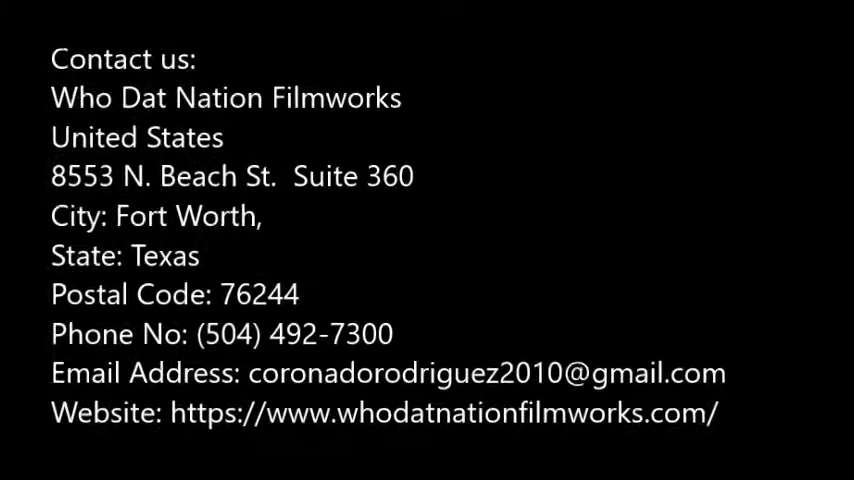 Contact us:
Who Dat Nation Filmworks
United States
8553 N. Beach St.  Suite 360
City: Fort Worth,
State: Texas
Postal Code: 76244
Phone No: (504) 492-7300
Email Address: coronadorodriguez2010@gmail.com
Website: https://www.whodatnationfilmworks.com/